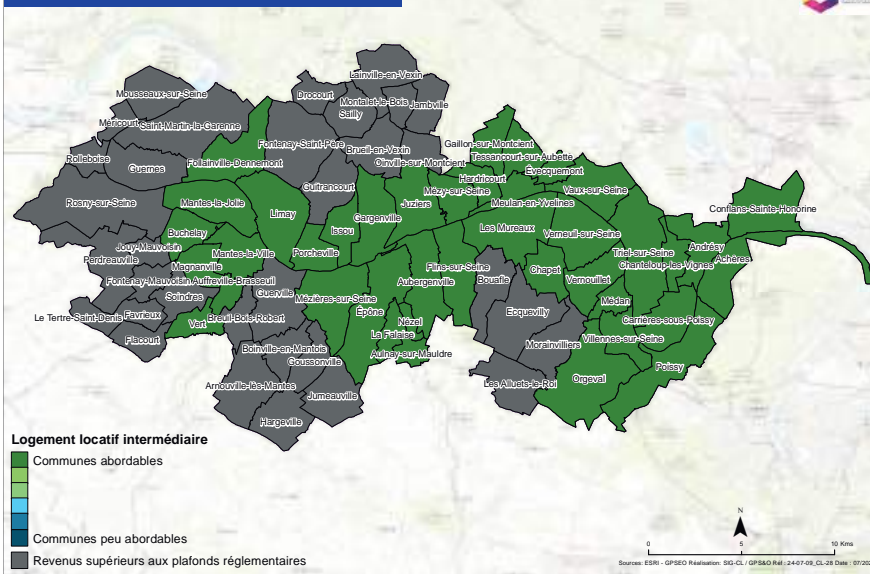 Lainville-en-Vexin
Mousseaux-sur-Seine
Drocourt
Montalet-le-Bois
Jambville
Sailly
Méricourt
Saint-Martin-la-Garenne
Gaillon-sur-Montcient
Fontenay-Saint-Père
Brueil-en-Vexin
Tessancourt-sur-Aubette
Rolleboise
Follainville-Dennemont
Oinville-sur-Montcient
Guernes
Évecquemont
Hardricourt
Guitrancourt
Mézy-sur-Seine
Vaux-sur-Seine
Rosny-sur-Seine
Mantes-la-Jolie
Juziers
Meulan-en-Yvelines
Limay
Gargenville
Conflans-Sainte-Honorine
Issou
Les Mureaux
Buchelay
Verneuil-sur-Seine
Jouy-Mauvoisin
Mantes-la-Ville
Porcheville
Triel-sur-Seine
Andrésy
Perdreauville
Magnanville
Flins-sur-Seine
Chapet
Chanteloup-les-Vignes
Achères
Fontenay-Mauvoisin
Auffreville-Brasseuil
Aubergenville
Bouafle
Vernouillet
Soindres
Guerville
Mézières-sur-Seine
Médan
Le Tertre-Saint-Denis
Favrieux
Vert
Breuil-Bois-Robert
Épône
Ecquevilly
Nézel
Carrières-sous-Poissy
Flacourt
La Falaise
Villennes-sur-Seine
Boinville-en-Mantois
Morainvilliers
Aulnay-sur-Mauldre
Goussonville
Poissy
Arnouville-lès-Mantes
Les Alluets-le-Roi
Orgeval
Jumeauville
Hargeville
Logement locatif intermédiaire
Communes abordables
Communes peu abordables
Revenus supérieurs aux plafonds réglementaires
N
0 5 10 Kms
Sources: ESRI - GPSEO Réalisation: SIG-CL / GPS&O Réf.: 24-07-09_CL-28 Date : 07/202